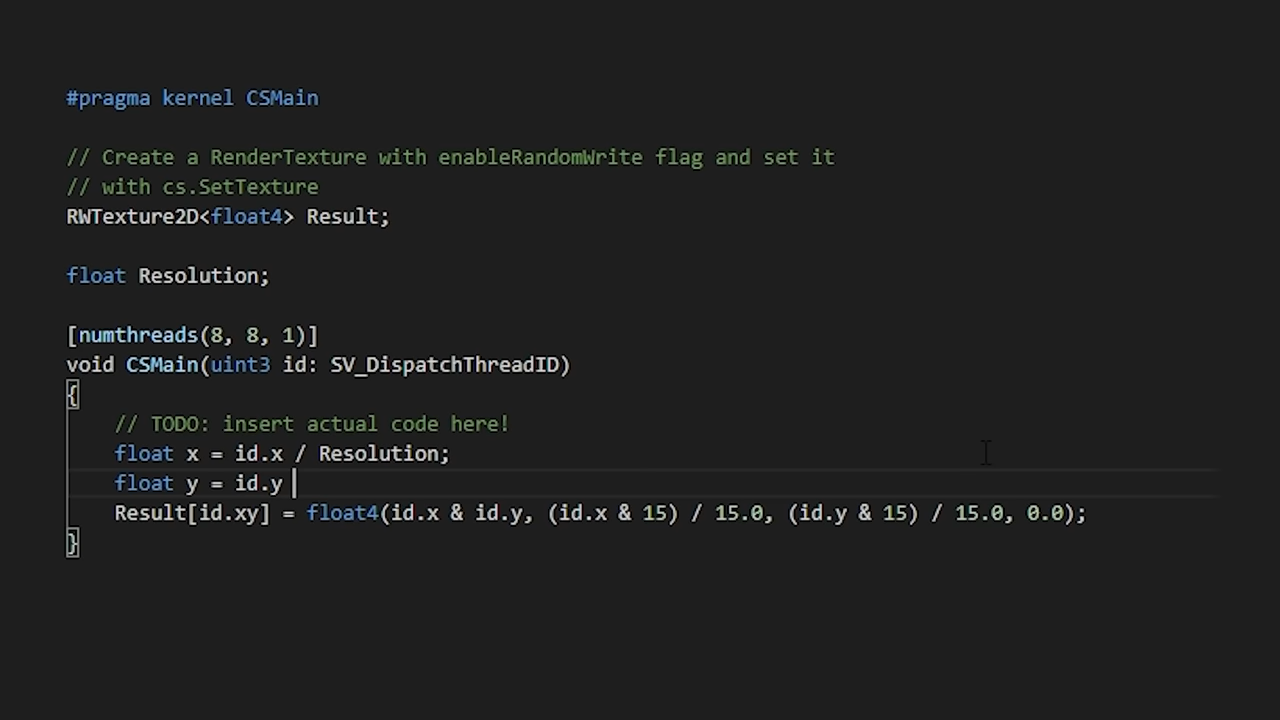 #pragma kernel CSMain
// Create a RenderTexture with enableRandomWrite flag and set it
// with cs.SetTexture
RWTexture2D<float4> Result;
float Resolution;
[numthreads(8, 8, 1)]
void CSMain(uint3 id: SV_DispatchThreadID)
{
    // TODO: insert actual code here!
    float x = id.x / Resolution;
    float y = id.y
    Result[id.xy] = float4(id.x & id.y, (id.x & 15) / 15.0, (id.y & 15) / 15.0, 0.0);
}